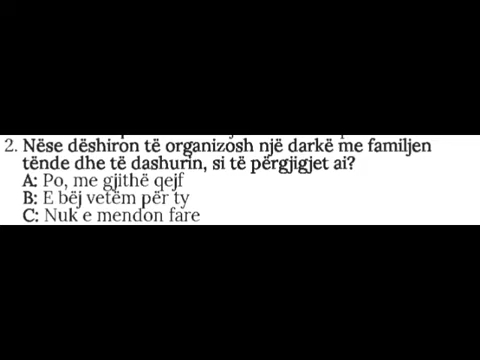 2. Nëse dëshiron të organizosh një darkë me familjen
tënde dhe të dashurin, si të përgjigjet ai?
A: Po, me gjithë qejf
B: E bëj vetëm për ty
C: Nuk e mendon fare